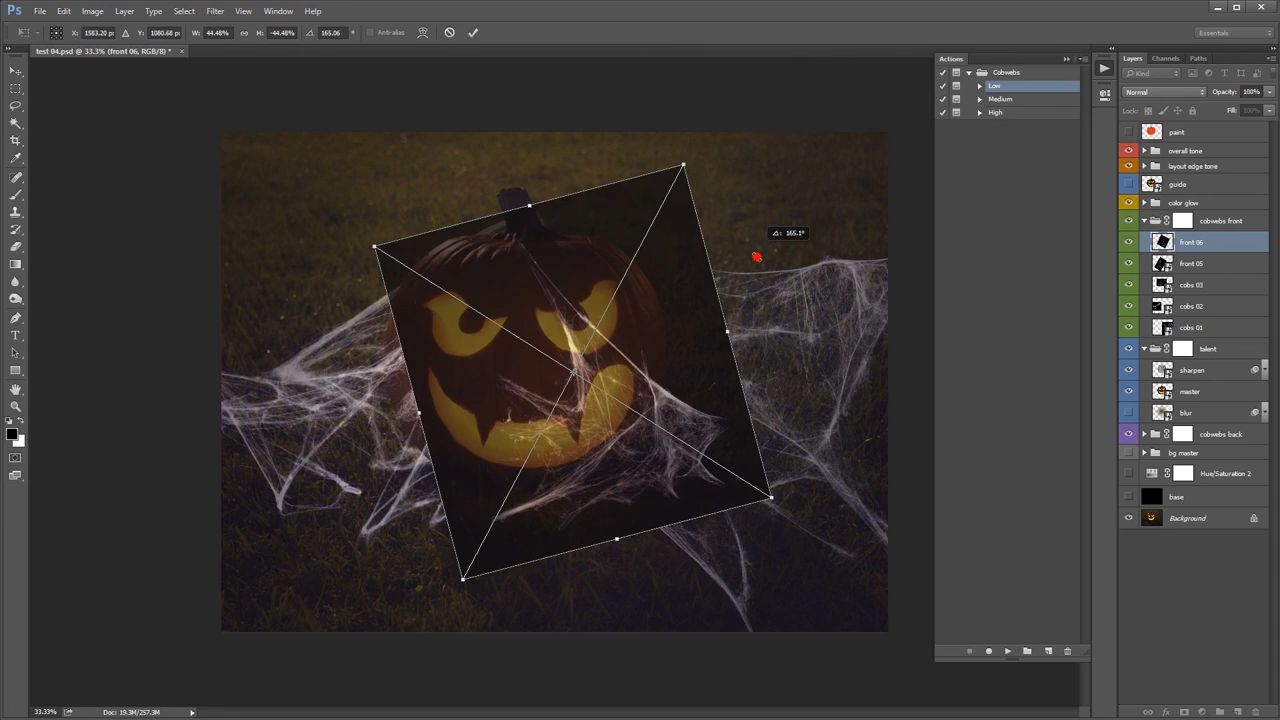 Ps File Edit Image Layer Type Select Filter 3D View Window Help
X: 1583.20 px Y: 1080.68 px W: 44.48% H: -44.48% 165.06 ° Anti-alias Essentials
test 04.psd @ 33.3% (front 06, RGB/8) * ×
Actions
Cobwebs
Low
Medium
High
165.1°
Layers Channels Paths
Kind
Normal Opacity: 100%
Lock: Fill: 100%
paint
overall tone
layout edge tone
guide
color glow
cobwebs front
front 06
front 05
cobs 03
cobs 02
cobs 01
talent
sharpen
master
blur
cobwebs back
bg master
Hue/Saturation 2
base
Background
33.33% Doc: 19.3M/257.3M